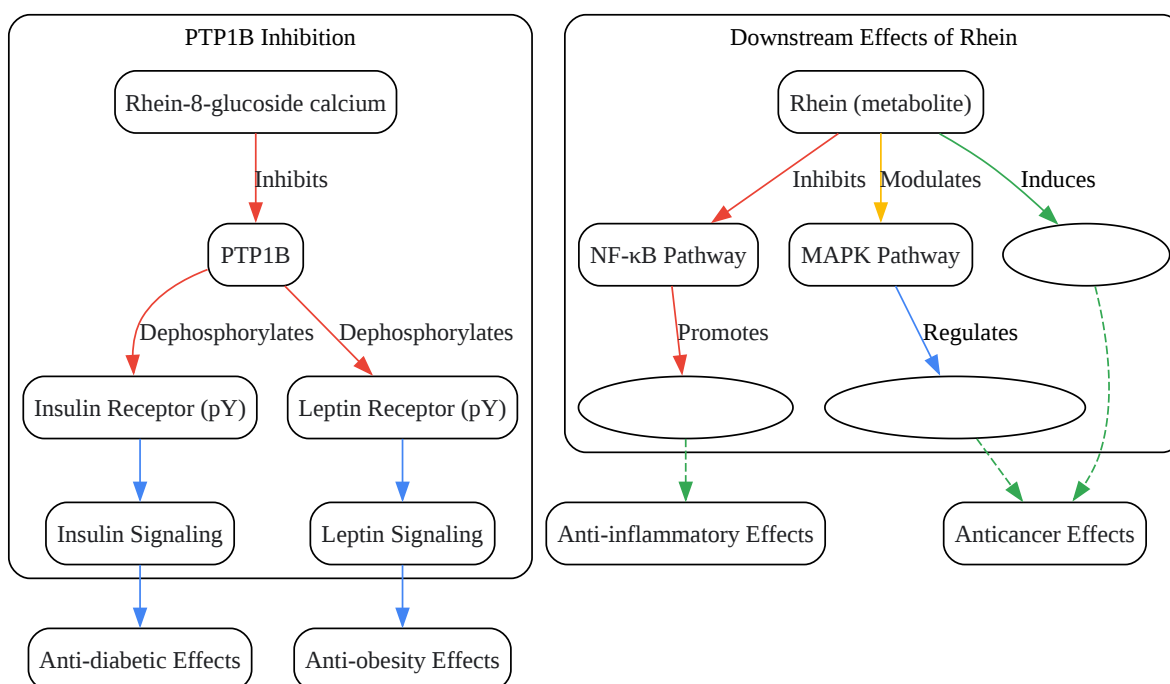 PTP1B Inhibition
Rhein-8-glucoside calcium
Inhibits
PTP1B
Dephosphorylates
Dephosphorylates
Insulin Receptor (pY)
Leptin Receptor (pY)
Insulin Signaling
Leptin Signaling
Anti-diabetic Effects
Anti-obesity Effects
Downstream Effects of Rhein
Rhein (metabolite)
Inhibits
Modulates
Induces
NF-κB Pathway
MAPK Pathway
Promotes
Regulates
Anti-inflammatory Effects
Anticancer Effects